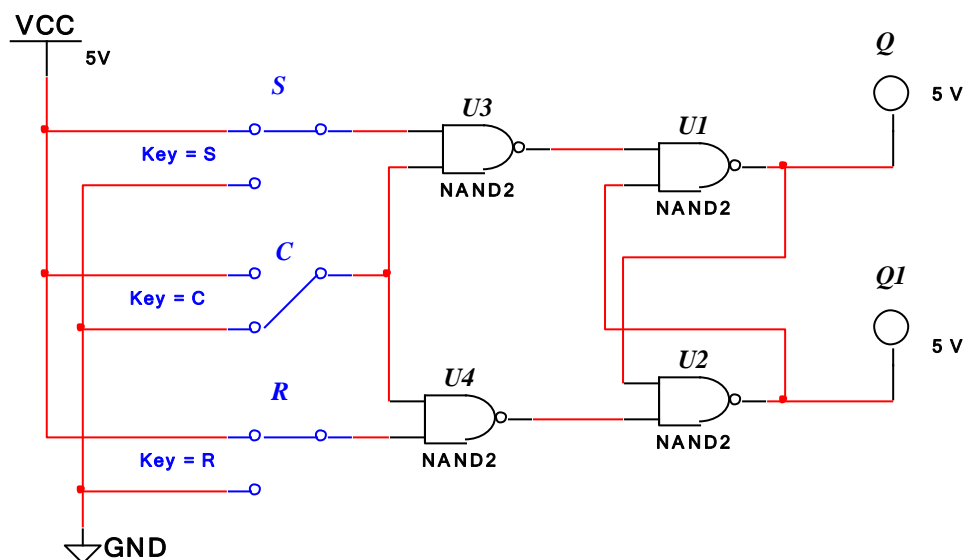 VCC
5V
Q
5 V
S
U3
U1
Key = S
NAND2
NAND2
C
Key = C
Q1
5 V
R
U4
U2
Key = R
NAND2
NAND2
GND